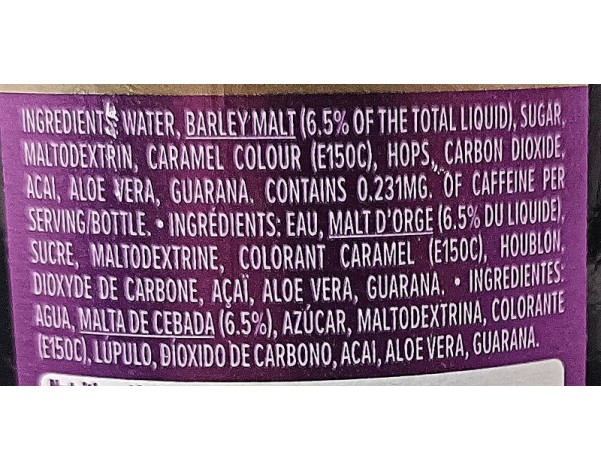 INGREDIENTS: WATER, BARLEY MALT (6.5% OF THE TOTAL LIQUID), SUGAR,
MALTODEXTRIN, CARAMEL COLOUR (E150C), HOPS, CARBON DIOXIDE,
ACAI, ALOE VERA, GUARANA. CONTAINS 0.231MG. OF CAFFEINE PER
SERVING/BOTTLE. • INGRÉDIENTS: EAU, MALT D'ORGE (6.5% DU LIQUIDE),
SUCRE, MALTODEXTRINE, COLORANT CARAMEL (E150C), HOUBLON,
DIOXYDE DE CARBONE, AÇAÏ, ALOE VERA, GUARANA. • INGREDIENTES:
AGUA, MALTA DE CEBADA (6.5%), AZÚCAR, MALTODEXTRINA, COLORANTE
(E150C), LÚPULO, DÍOXIDO DE CARBONO, ACAI, ALOE VERA, GUARANA.